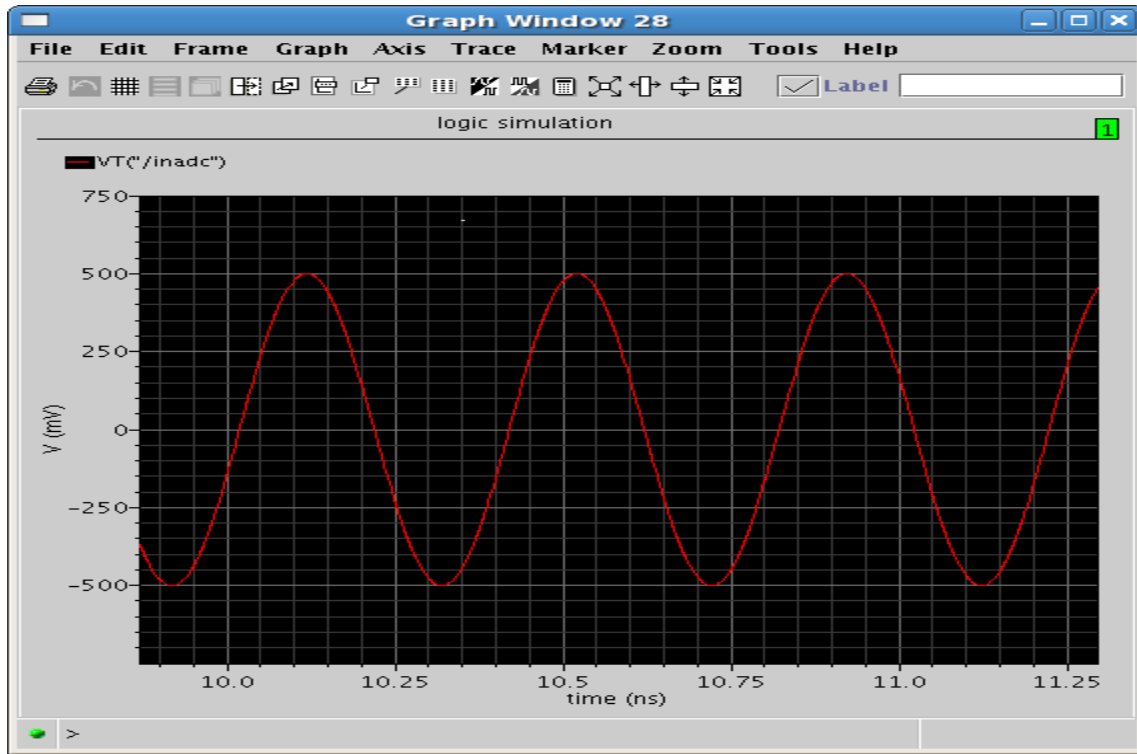 Graph Window 28
File Edit Frame Graph Axis Trace Marker Zoom Tools Help
Label
logic simulation
1
VT("/inadc")
750
500
250
0
-250
-500
V (mV)
10.0 10.25 10.5 10.75 11.0 11.25
time (ns)
>